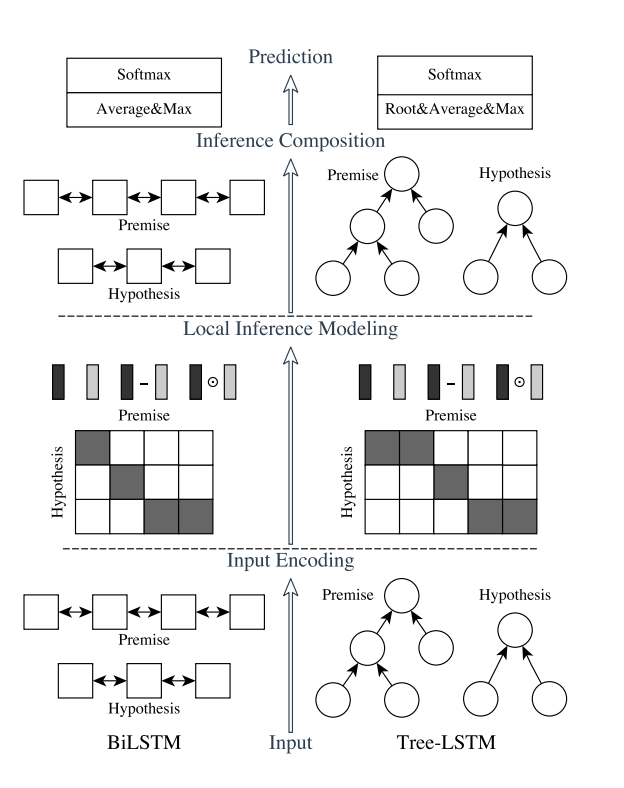 Prediction
Softmax
Average&Max
Softmax
Root&Average&Max
Inference Composition
Premise
Hypothesis
Premise
Hypothesis
Local Inference Modeling
–
⊙
–
⊙
Premise
Hypothesis
Premise
Hypothesis
Input Encoding
Premise
Hypothesis
Premise
Hypothesis
BiLSTM
Input
Tree-LSTM